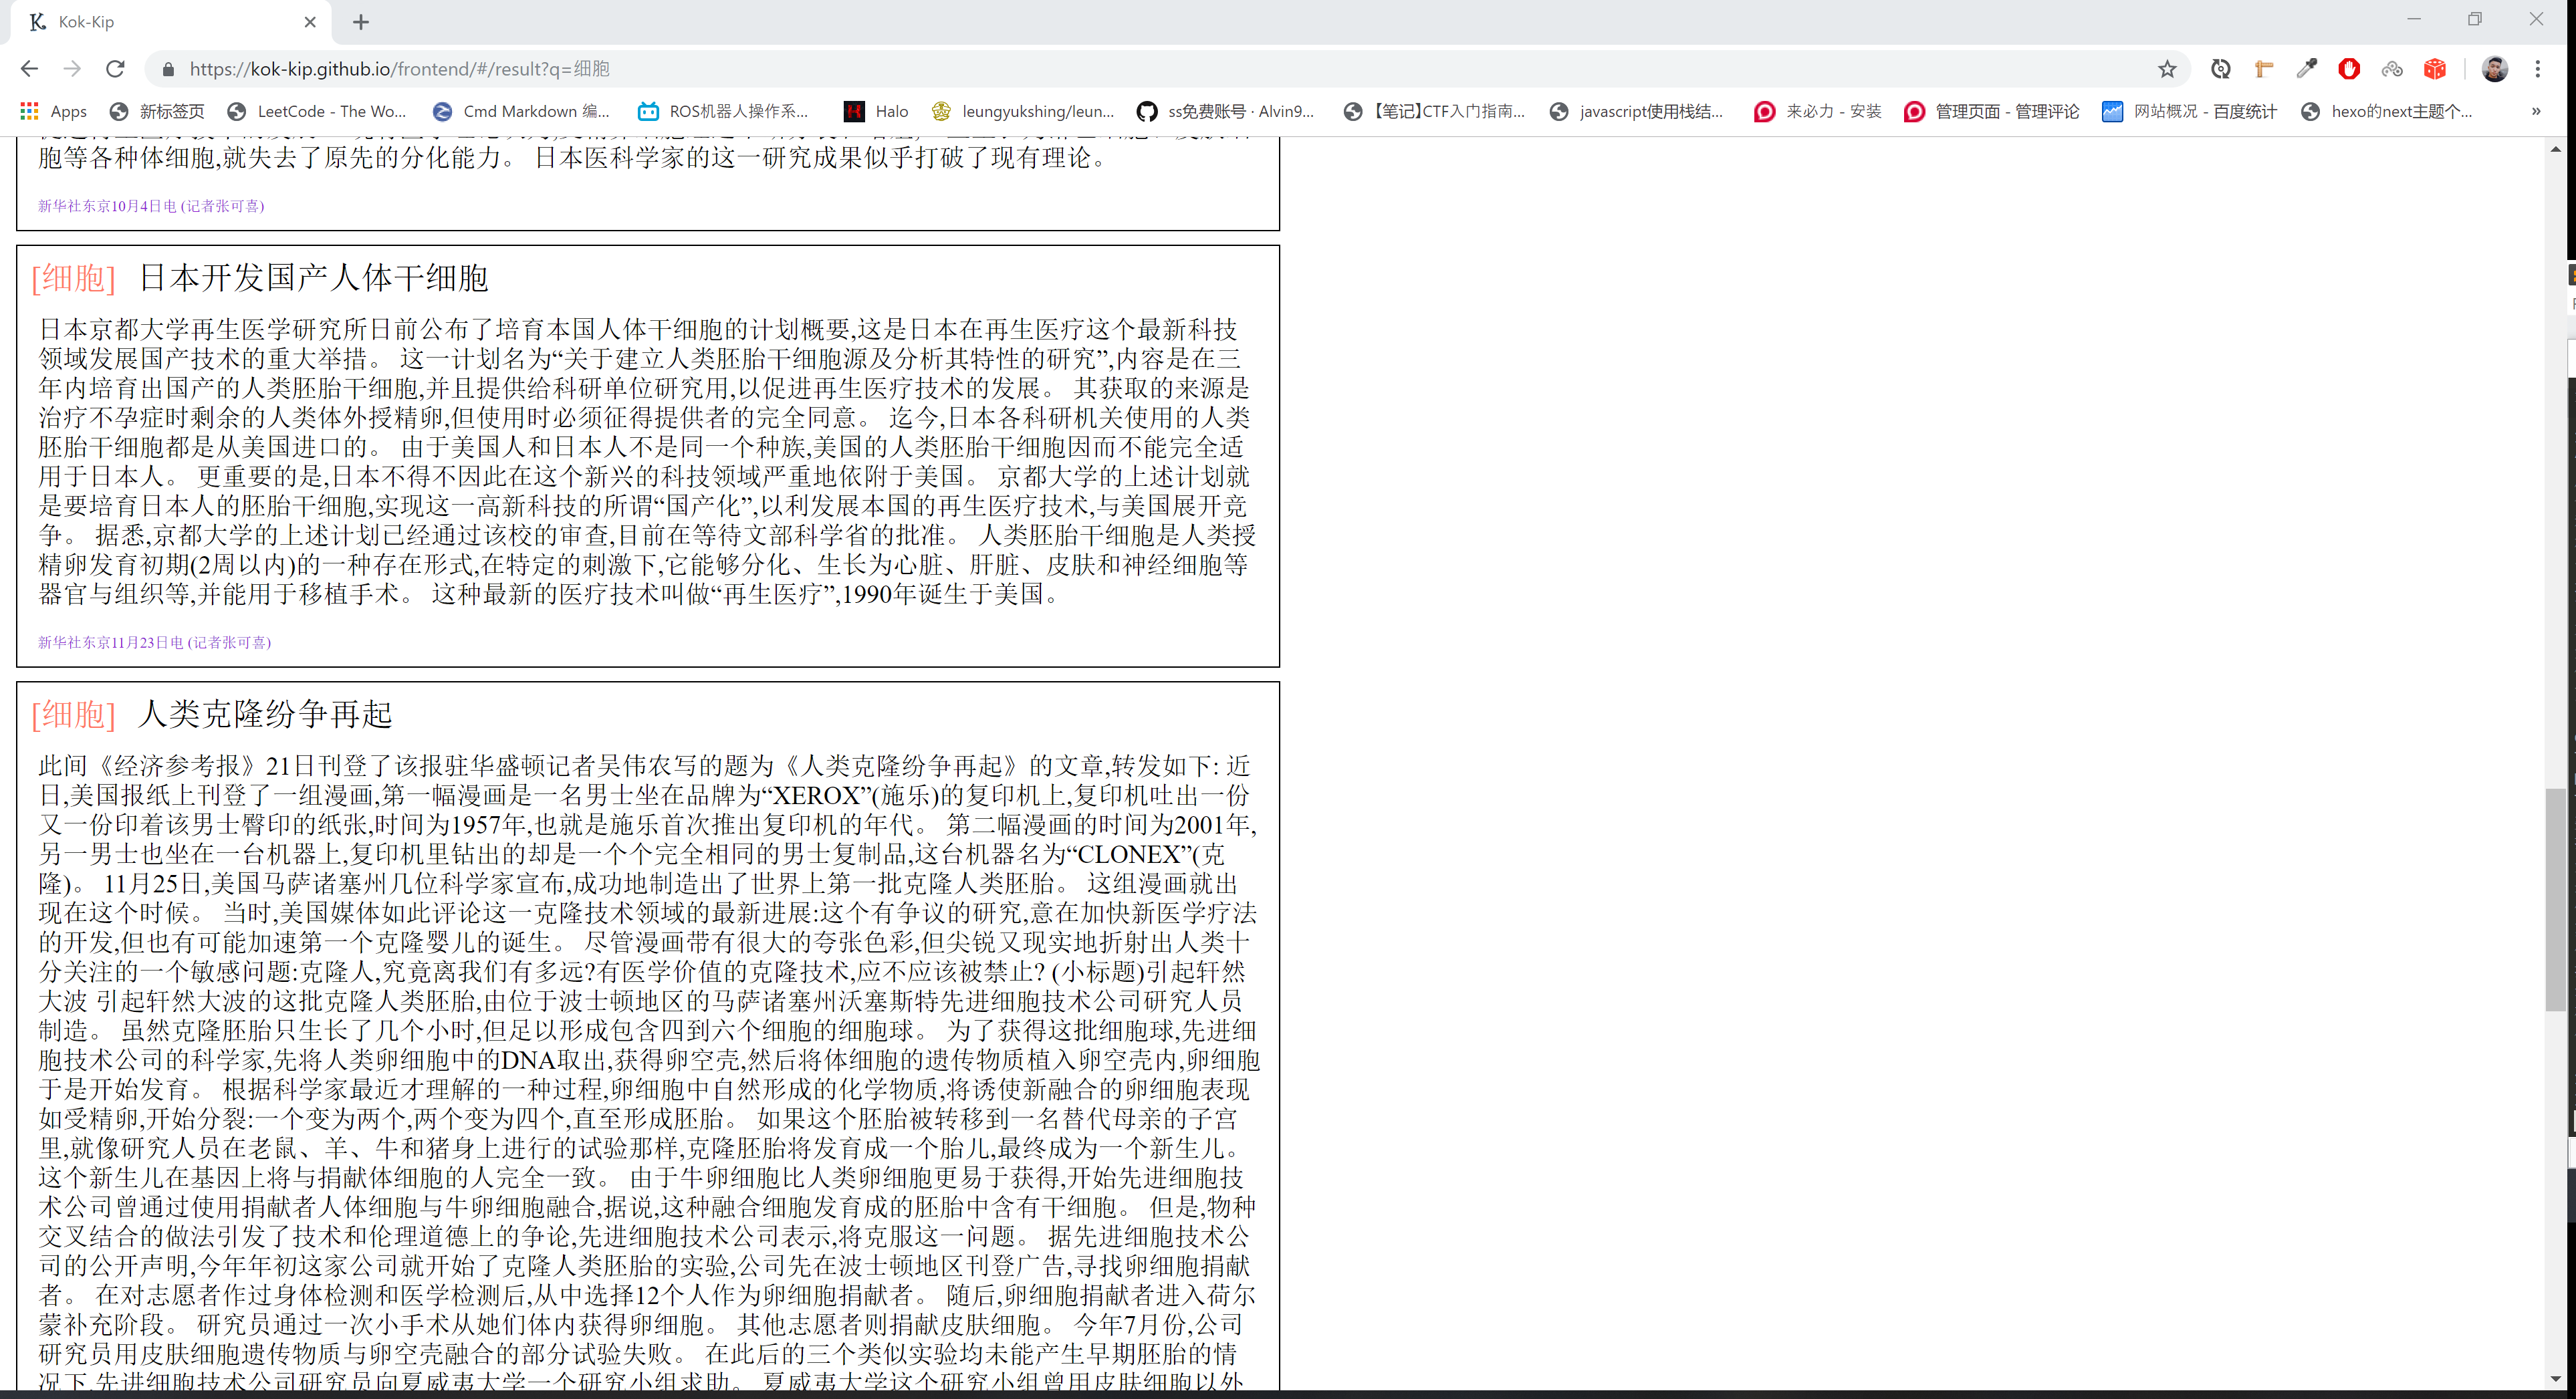 Kok-Kip
https://kok-kip.github.io/frontend/#/result?q=细胞
Apps
新标签页
LeetCode - The Wo...
Cmd Markdown 编...
ROS机器人操作系...
Halo
leungyukshing/leun...
ss免费账号 · Alvin9...
【笔记】CTF入门指南...
javascript使用栈结...
来必力 - 安装
管理页面 - 管理评论
网站概况 - 百度统计
hexo的next主题个...
»
胞等各种体细胞,就失去了原先的分化能力。 日本医科学家的这一研究成果似乎打破了现有理论。
新华社东京10月4日电 (记者张可喜)
[细胞] 日本开发国产人体干细胞
日本京都大学再生医学研究所日前公布了培育本国人体干细胞的计划概要,这是日本在再生医疗这个最新科技
领域发展国产技术的重大举措。 这一计划名为“关于建立人类胚胎干细胞源及分析其特性的研究”,内容是在三
年内培育出国产的人类胚胎干细胞,并且提供给科研单位研究用,以促进再生医疗技术的发展。 其获取的来源是
治疗不孕症时剩余的人类体外授精卵,但使用时必须征得提供者的完全同意。 迄今,日本各科研机关使用的人类
胚胎干细胞都是从美国进口的。 由于美国人和日本人不是同一个种族,美国的人类胚胎干细胞因而不能完全适
用于日本人。 更重要的是,日本不得不因此在这个新兴的科技领域严重地依附于美国。 京都大学的上述计划就
是要培育日本人的胚胎干细胞,实现这一高新科技的所谓“国产化”,以利发展本国的再生医疗技术,与美国展开竞
争。 据悉,京都大学的上述计划已经通过该校的审查,目前在等待文部科学省的批准。 人类胚胎干细胞是人类授
精卵发育初期(2周以内)的一种存在形式,在特定的刺激下,它能够分化、生长为心脏、肝脏、皮肤和神经细胞等
器官与组织等,并能用于移植手术。 这种最新的医疗技术叫做“再生医疗”,1990年诞生于美国。
新华社东京11月23日电 (记者张可喜)
[细胞] 人类克隆纷争再起
此间《经济参考报》21日刊登了该报驻华盛顿记者吴伟农写的题为《人类克隆纷争再起》的文章,转发如下: 近
日,美国报纸上刊登了一组漫画,第一幅漫画是一名男士坐在品牌为“XEROX”(施乐)的复印机上,复印机吐出一份
又一份印着该男士臀印的纸张,时间为1957年,也就是施乐首次推出复印机的年代。 第二幅漫画的时间为2001年,
另一男士也坐在一台机器上,复印机里钻出的却是一个个完全相同的男士复制品,这台机器名为“CLONEX”(克
隆)。 11月25日,美国马萨诸塞州几位科学家宣布,成功地制造出了世界上第一批克隆人类胚胎。 这组漫画就出
现在这个时候。 当时,美国媒体如此评论这一克隆技术领域的最新进展:这个有争议的研究,意在加快新医学疗法
的开发,但也有可能加速第一个克隆婴儿的诞生。 尽管漫画带有很大的夸张色彩,但尖锐又现实地折射出人类十
分关注的一个敏感问题:克隆人,究竟离我们有多远?有医学价值的克隆技术,应不应该被禁止? (小标题)引起轩然
大波 引起轩然大波的这批克隆人类胚胎,由位于波士顿地区的马萨诸塞州沃塞斯特先进细胞技术公司研究人员
制造。 虽然克隆胚胎只生长了几个小时,但足以形成包含四到六个细胞的细胞球。 为了获得这批细胞球,先进细
胞技术公司的科学家,先将人类卵细胞中的DNA取出,获得卵空壳,然后将体细胞的遗传物质植入卵空壳内,卵细胞
于是开始发育。 根据科学家最近才理解的一种过程,卵细胞中自然形成的化学物质,将诱使新融合的卵细胞表现
如受精卵,开始分裂:一个变为两个,两个变为四个,直至形成胚胎。 如果这个胚胎被转移到一名替代母亲的子宫
里,就像研究人员在老鼠、羊、牛和猪身上进行的试验那样,克隆胚胎将发育成一个胎儿,最终成为一个新生儿。
这个新生儿在基因上将与捐献体细胞的人完全一致。 由于牛卵细胞比人类卵细胞更易于获得,开始先进细胞技
术公司曾通过使用捐献者人体细胞与牛卵细胞融合,据说,这种融合细胞发育成的胚胎中含有干细胞。 但是,物种
交叉结合的做法引发了技术和伦理道德上的争论,先进细胞技术公司表示,将克服这一问题。 据先进细胞技术公
司的公开声明,今年年初这家公司就开始了克隆人类胚胎的实验,公司先在波士顿地区刊登广告,寻找卵细胞捐献
者。 在对志愿者作过身体检测和医学检测后,从中选择12个人作为卵细胞捐献者。 随后,卵细胞捐献者进入荷尔
蒙补充阶段。 研究员通过一次小手术从她们体内获得卵细胞。 其他志愿者则捐献皮肤细胞。 今年7月份,公司
研究员用皮肤细胞遗传物质与卵空壳融合的部分试验失败。 在此后的三个类似实验均未能产生早期胚胎的情
况下,先进细胞技术公司研究员向夏威夷大学一个研究小组求助。 夏威夷大学这个研究小组曾用皮肤细胞以外